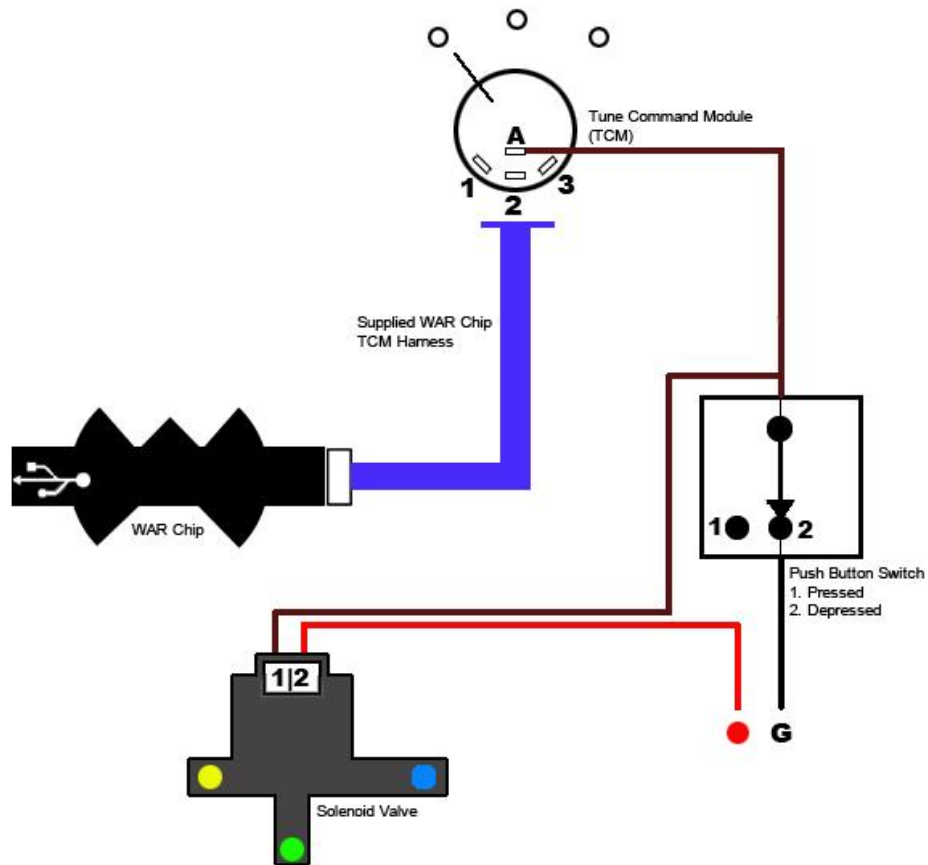 Tune Command Module
(TCM)
A
1
2
3
Supplied WAR Chip
TCM Harness
WAR Chip
1
2
Push Button Switch
1. Pressed
2. Depressed
1|2
G
Solenoid Valve